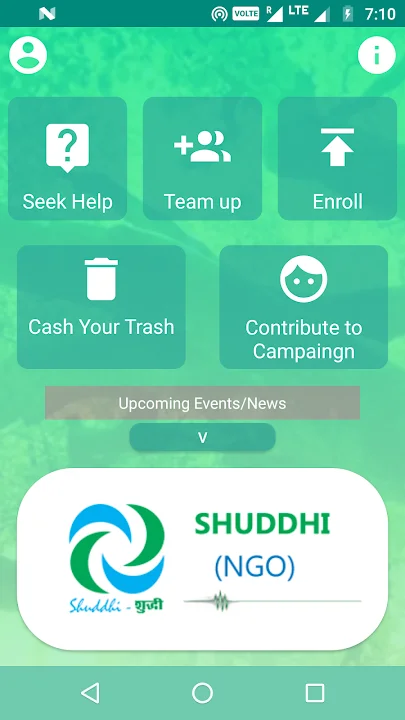 VOLTE R LTE 7:10
Seek Help
Team up
Enroll
Cash Your Trash
Contribute to
Campaingn
Upcoming Events/News
V
SHUDDHI
(NGO)
Shuddhi - शुद्धी